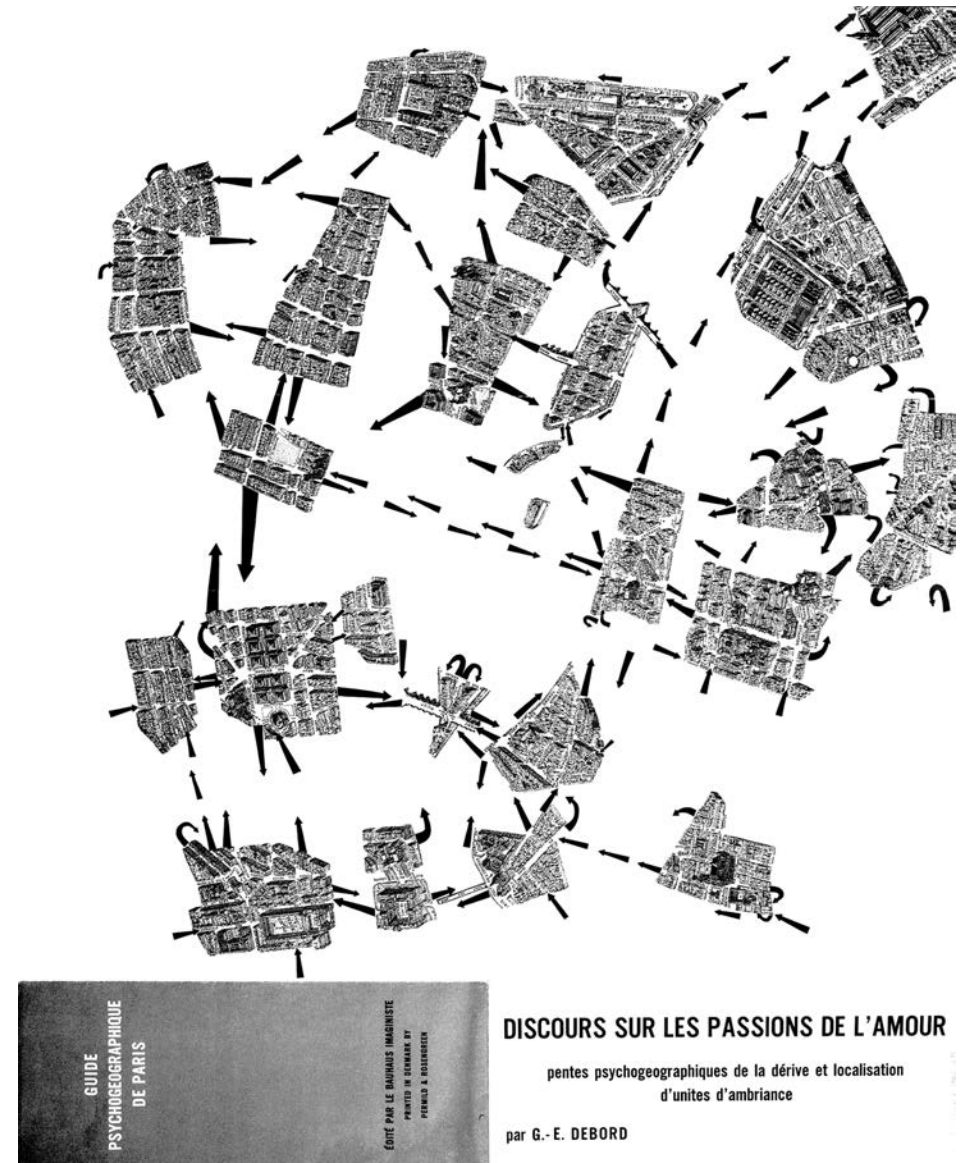 GUIDE
PSYCHOGEOGRAPHIQUE
DE PARIS
ÉDITÉ PAR LE BAUHAUS IMAGINISTE
PRINTED IN DENMARK BY
PERMILD & ROSENGREEN
DISCOURS SUR LES PASSIONS DE L'AMOUR
pentes psychogeographiques de la dérive et localisation
d'unites d'ambriance
par G.-E. DEBORD